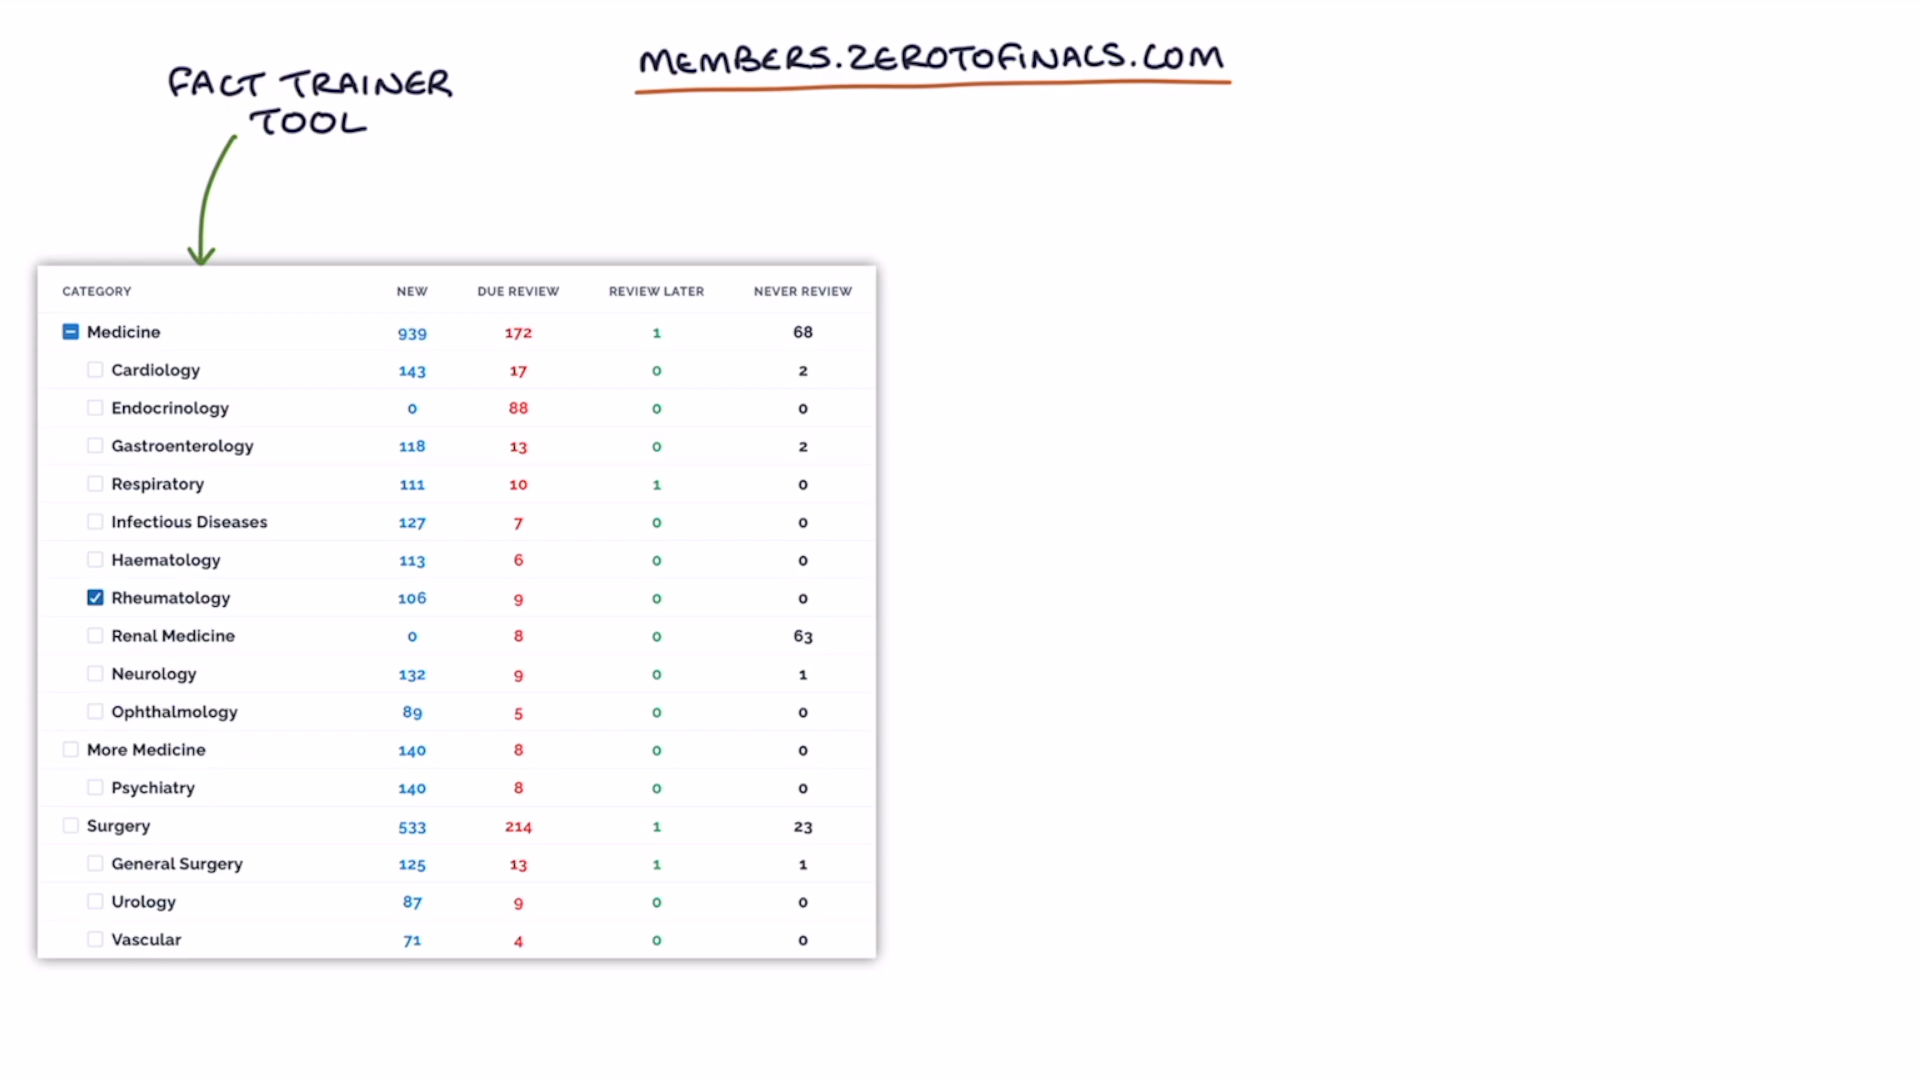 MEMBERS.ZEROTOFINALS.COM
FACT TRAINER
TOOL
CATEGORY NEW DUE REVIEW REVIEW LATER NEVER REVIEW
Medicine 939 172 1 68
Cardiology 143 17 0 2
Endocrinology 0 88 0 0
Gastroenterology 118 13 0 2
Respiratory 111 10 1 0
Infectious Diseases 127 7 0 0
Haematology 113 6 0 0
Rheumatology 106 9 0 0
Renal Medicine 0 8 0 63
Neurology 132 9 0 1
Ophthalmology 89 5 0 0
More Medicine 140 8 0 0
Psychiatry 140 8 0 0
Surgery 533 214 1 23
General Surgery 125 13 1 1
Urology 87 9 0 0
Vascular 71 4 0 0